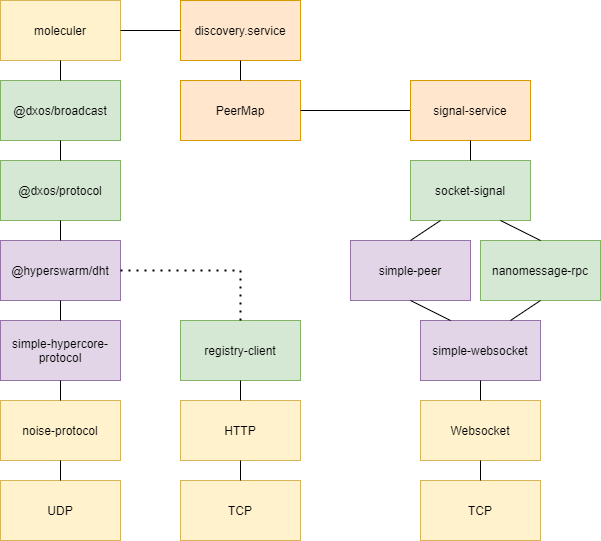 moleculer
discovery.service
@dxos/broadcast
PeerMap
signal-service
@dxos/protocol
socket-signal
@hyperswarm/dht
simple-peer
nanomessage-rpc
simple-hypercore-
protocol
registry-client
simple-websocket
noise-protocol
HTTP
Websocket
UDP
TCP
TCP